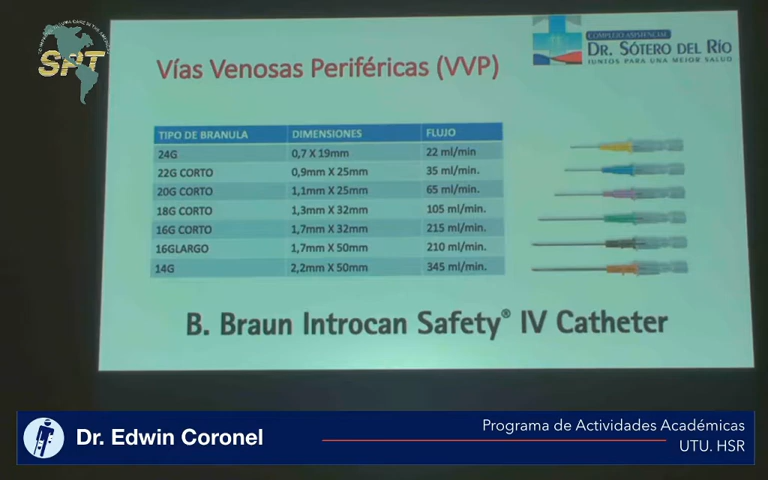 SPT
COMPLEJO ASISTENCIAL
DR. SÓTERO DEL RÍO
JUNTOS PARA UNA MEJOR SALUD
Vías Venosas Periféricas (VVP)
TIPO DE BRANULA DIMENSIONES FLUJO
24G 0,7 X 19mm 22 ml/min
22G CORTO 0,9mm X 25mm 35 ml/min.
20G CORTO 1,1mm X 25mm 65 ml/min.
18G CORTO 1,3mm X 32mm 105 ml/min.
16G CORTO 1,7mm X 32mm 215 ml/min.
16GLARGO 1,7mm X 50mm 210 ml/min.
14G 2,2mm X 50mm 345 ml/min.
B. Braun Introcan Safety® IV Catheter
Dr. Edwin Coronel
Programa de Actividades Académicas
UTU. HSR